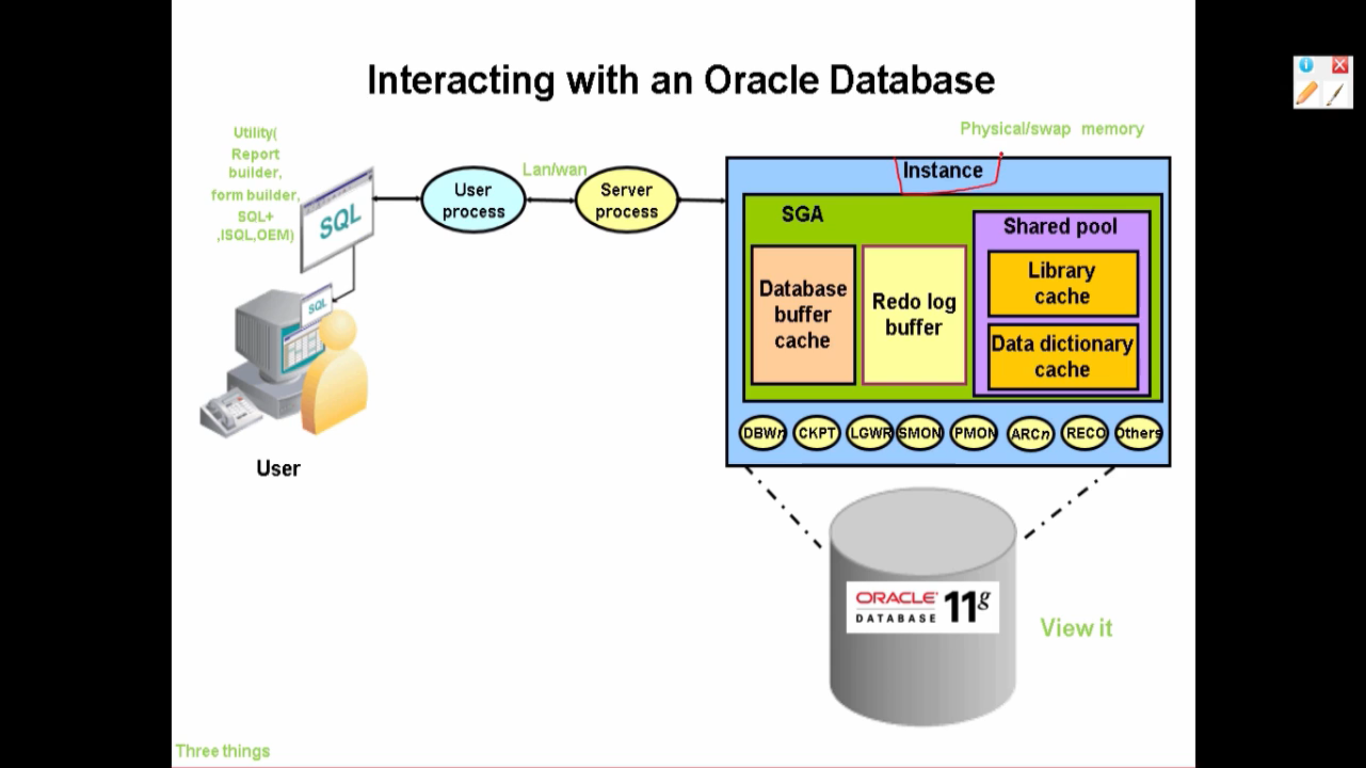 Interacting with an Oracle Database
Utility(
Report
builder,
form builder,
SQL+
,ISQL,OEM)
SQL
SQL
User
User
process
Lan/wan
Server
process
Physical/swap memory
Instance
SGA
Database
buffer
cache
Redo log
buffer
Shared pool
Library
cache
Data dictionary
cache
DBWn
CKPT
LGWR
SMON
PMON
ARCn
RECO
Others
ORACLE
DATABASE
11g
View it
Three things